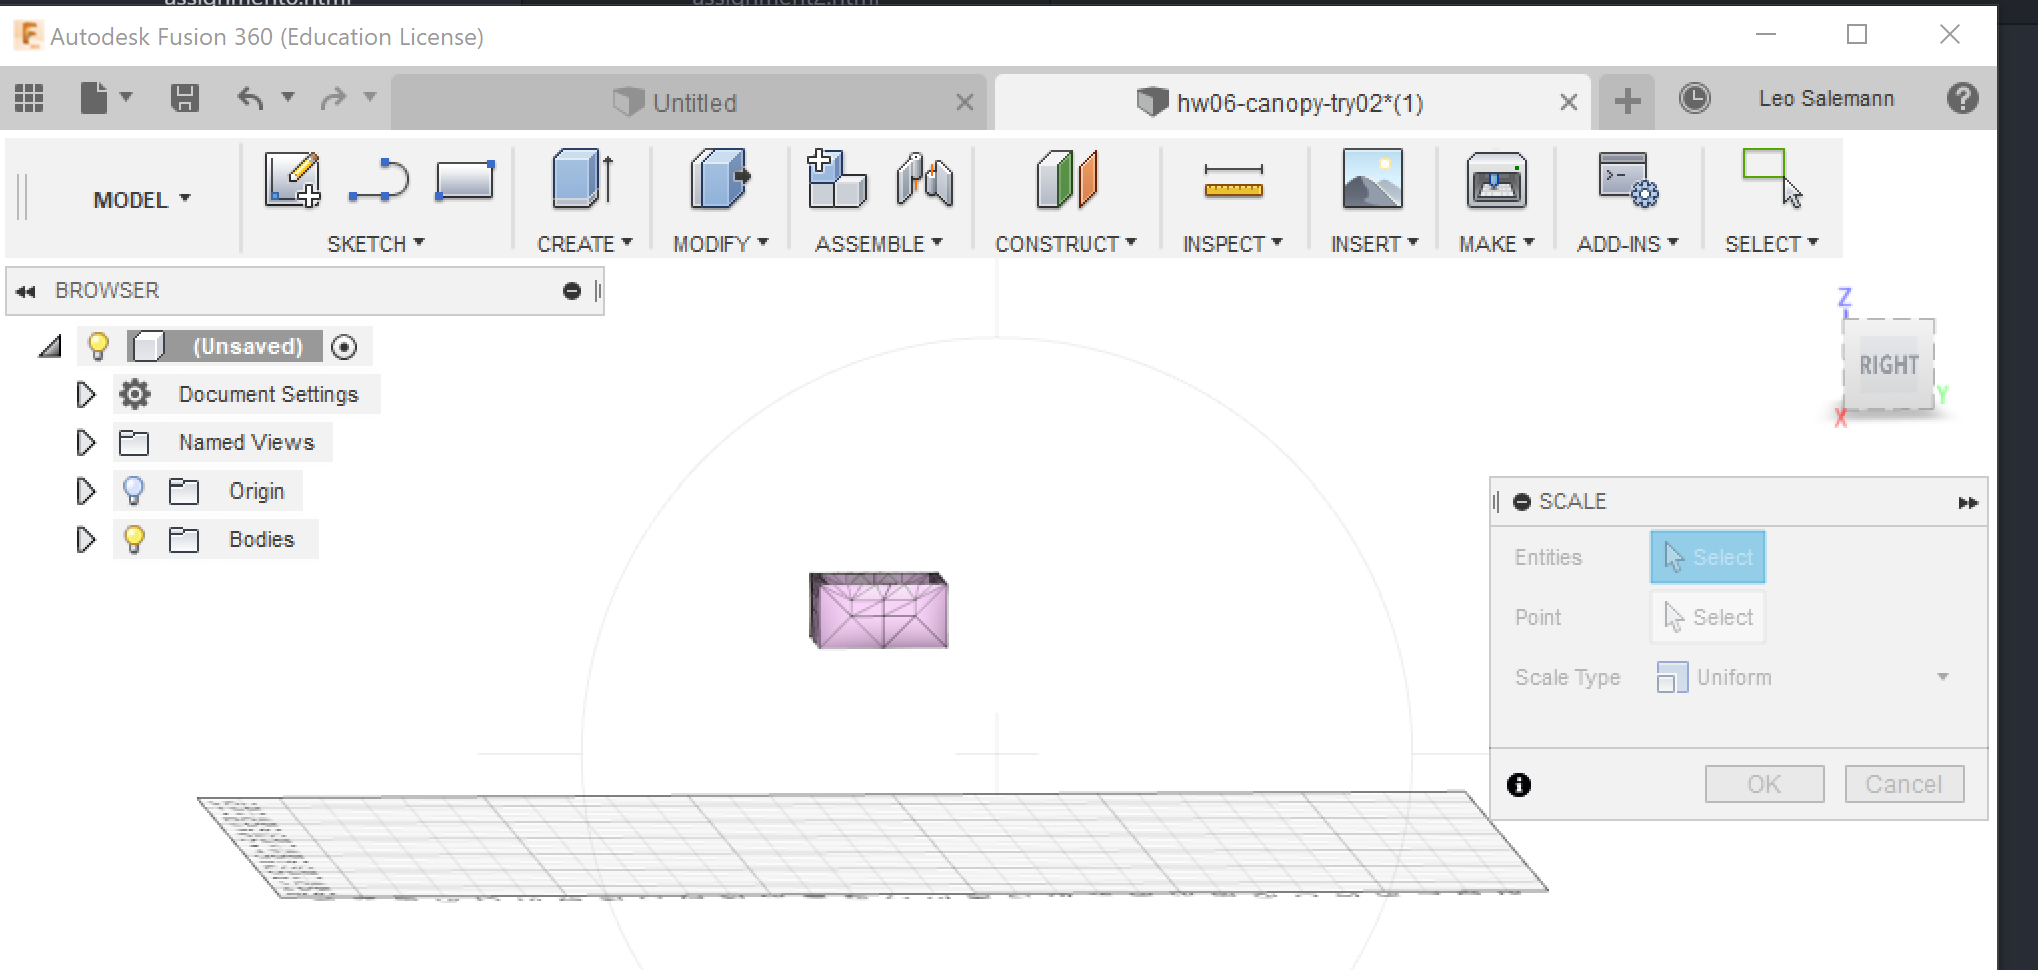 Autodesk Fusion 360 (Education License)
Untitled
hw06-canopy-try02*(1)
Leo Salemann
MODEL
SKETCH
CREATE
MODIFY
ASSEMBLE
CONSTRUCT
INSPECT
INSERT
MAKE
ADD-INS
SELECT
BROWSER
(Unsaved)
Document Settings
Named Views
Origin
Bodies
Z
RIGHT
Y
X
SCALE
Entities Select
Point Select
Scale Type Uniform
OK Cancel